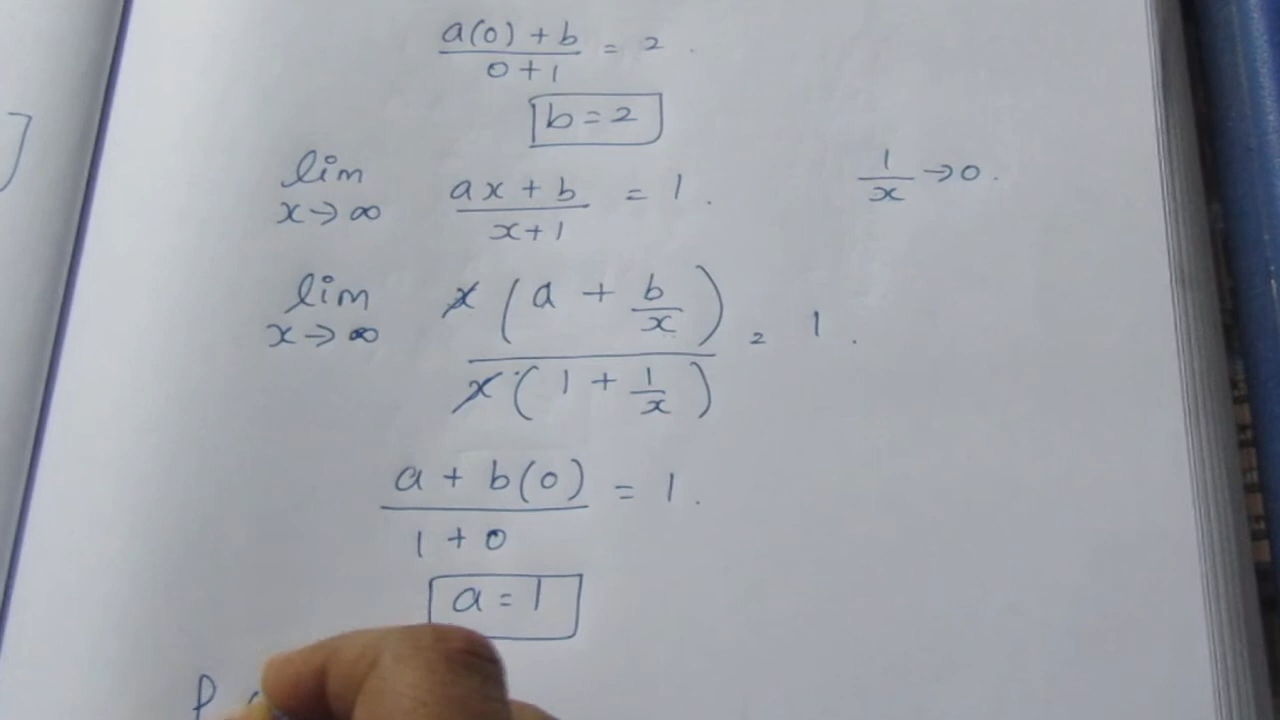 a(0) + b / 0 + 1 = 2 .
b = 2
lim x → ∞ ax + b / x + 1 = 1 . 1 / x → 0 .
lim x → ∞ x ( a + b / x ) / x ( 1 + 1 / x ) = 1 .
a + b(0) / 1 + 0 = 1 .
a = 1